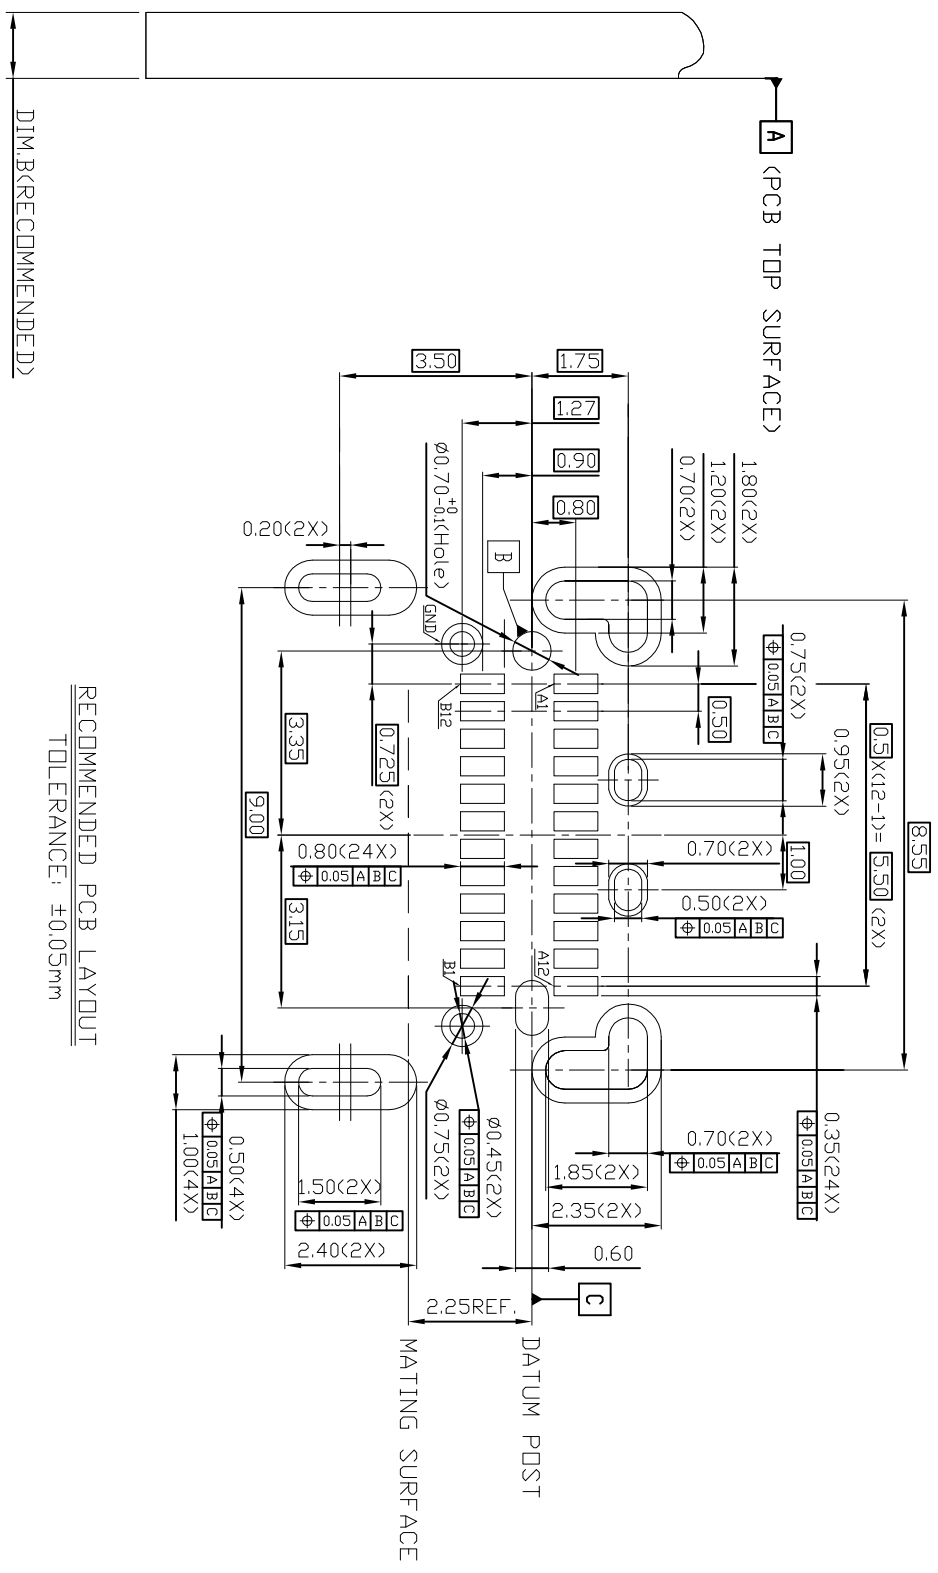 A (PCB TOP SURFACE)
DIM.B(RECOMMENDED)
8.55
0.5X(12-1)= 5.50 (2X)
0.35(24X)
⌖ 0.05 A B C
0.75(2X)
⌖ 0.05 A B C
0.95(2X)
1.00
0.50
1.80(2X)
1.20(2X)
0.70(2X)
0.70(2X)
0.50(2X)
⌖ 0.05 A B C
0.70(2X)
⌖ 0.05 A B C
1.85(2X)
2.35(2X)
0.60
C
DATUM POST
2.25REF.
MATING SURFACE
1.75
3.50
1.27
0.90
0.80
B
Ø0.70 +0 -0.1(Hole)
GND
A1
A12
B12
B1
0.20(2X)
0.725(2X)
0.80(24X)
⌖ 0.05 A B C
3.35
3.15
9.00
Ø0.45(2X)
⌖ 0.05 A B C
Ø0.75(2X)
0.50(4X)
⌖ 0.05 A B C
1.00(4X)
1.50(2X)
⌖ 0.05 A B C
2.40(2X)
RECOMMENDED PCB LAYOUT
TOLERANCE: ±0.05mm